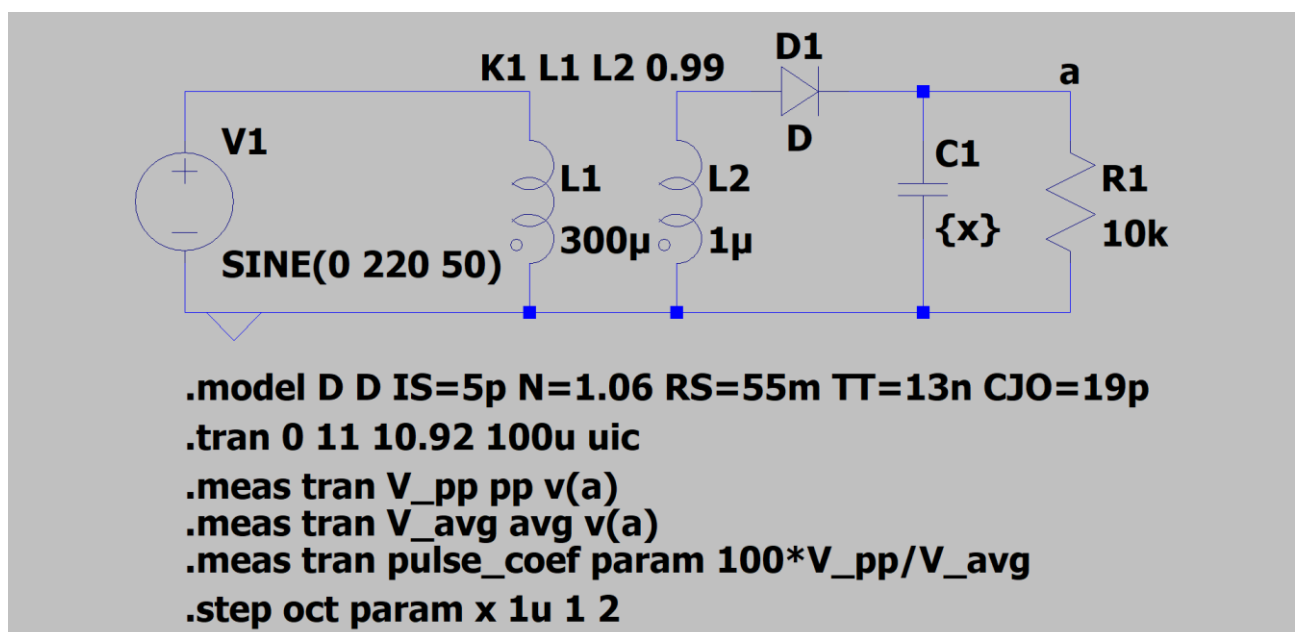 K1 L1 L2 0.99
D1
a
V1
D
C1
L1
L2
R1
300µ
1µ
{x}
10k
SINE(0 220 50)
.model D D IS=5p N=1.06 RS=55m TT=13n CJO=19p
.tran 0 11 10.92 100u uic
.meas tran V_pp pp v(a)
.meas tran V_avg avg v(a)
.meas tran pulse_coef param 100*V_pp/V_avg
.step oct param x 1u 1 2